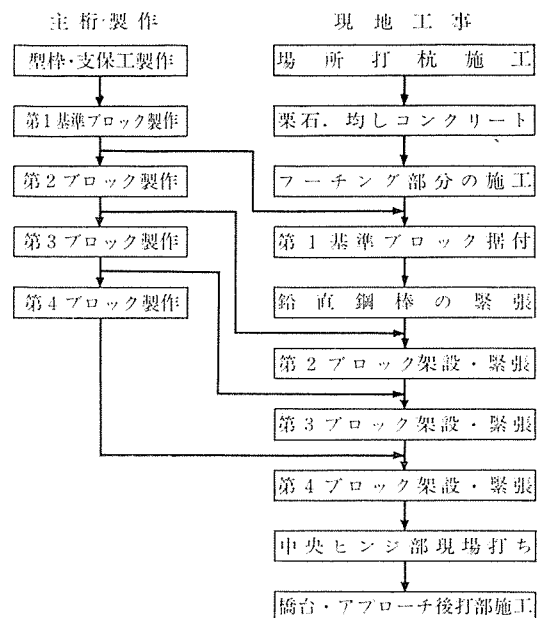 主桁・製作
型枠・支保工製作
第1基準ブロック製作
第2ブロック製作
第3ブロック製作
第4ブロック製作
現地工事
場所打杭施工
栗石．均しコンクリート
フーチング部分の施工
第1基準ブロック据付
鉛直鋼棒の緊張
第2ブロック架設・緊張
第3ブロック架設・緊張
第4ブロック架設・緊張
中央ヒンジ部現場打ち
橋台・アプローチ後打部施工